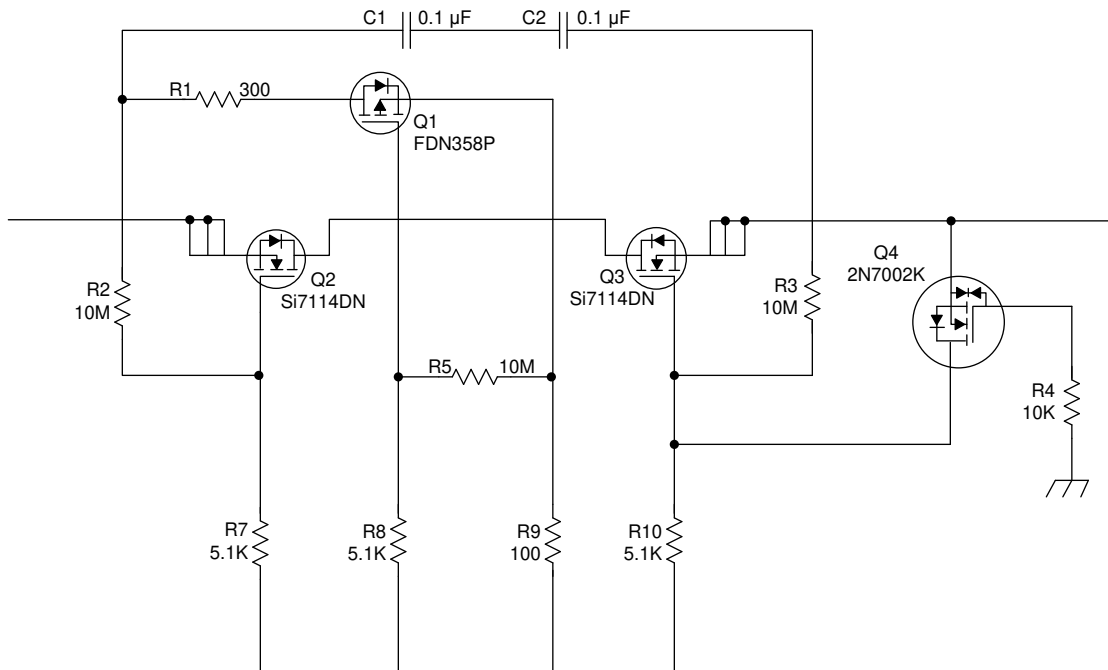 C1 0.1 µF C2 0.1 µF
R1 300
Q1
FDN358P
Q2
Si7114DN
Q3
Si7114DN
Q4
2N7002K
R2
10M
R3
10M
R5 10M
R4
10K
R7
5.1K
R8
5.1K
R9
100
R10
5.1K